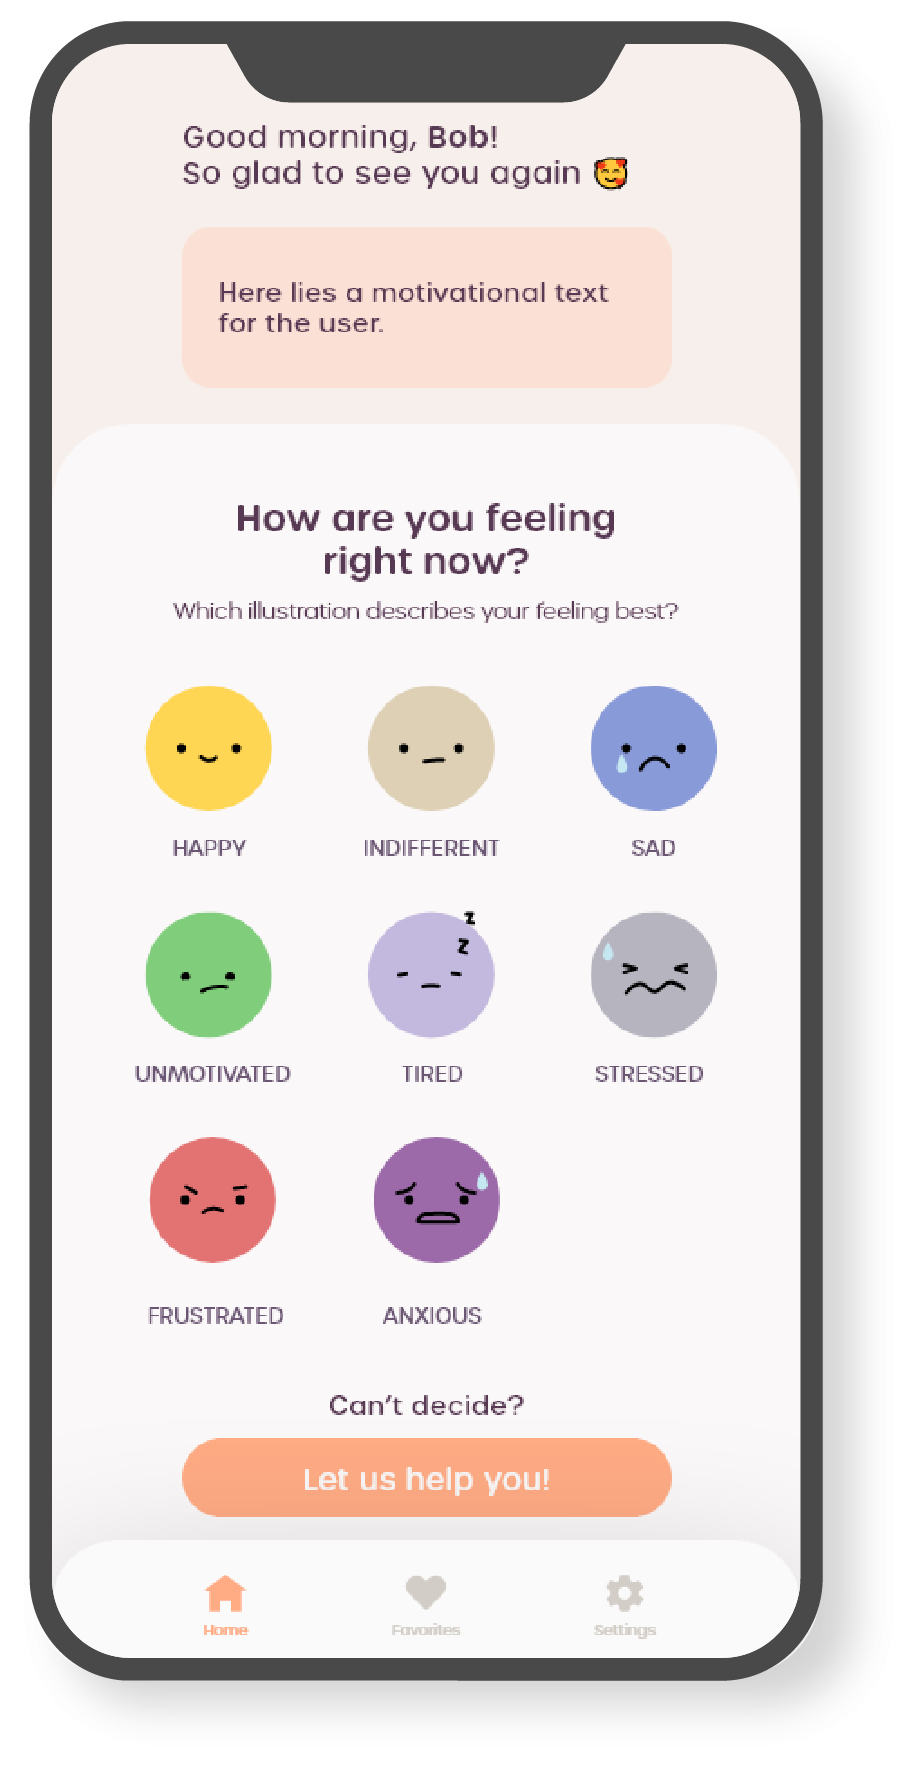 Good morning, Bob!
So glad to see you again 🥰
Here lies a motivational text
for the user.
How are you feeling
right now?
Which illustration describes your feeling best?
HAPPY
INDIFFERENT
SAD
z
z
UNMOTIVATED
TIRED
STRESSED
FRUSTRATED
ANXIOUS
Can't decide?
Let us help you!
Home
Favorites
Settings